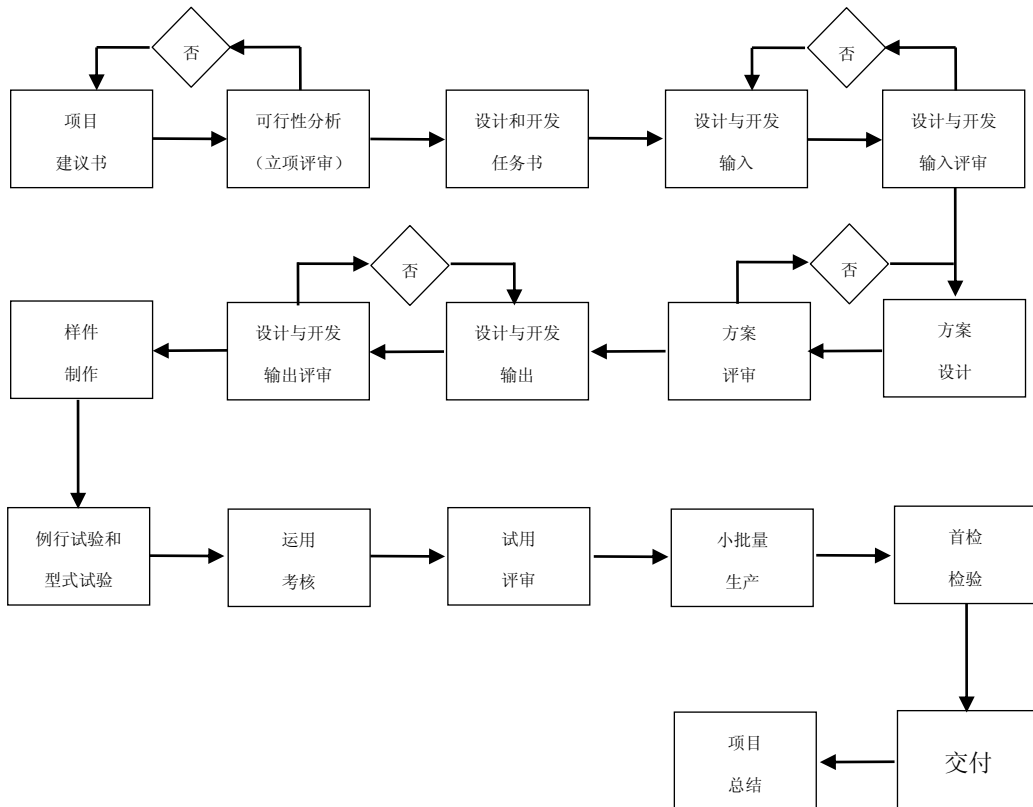 否
否
项目
建议书
可行性分析
（立项评审）
设计和开发
任务书
设计与开发
输入
设计与开发
输入评审
否
否
样件
制作
设计与开发
输出评审
设计与开发
输出
方案
评审
方案
设计
例行试验和
型式试验
运用
考核
试用
评审
小批量
生产
首检
检验
项目
总结
交付